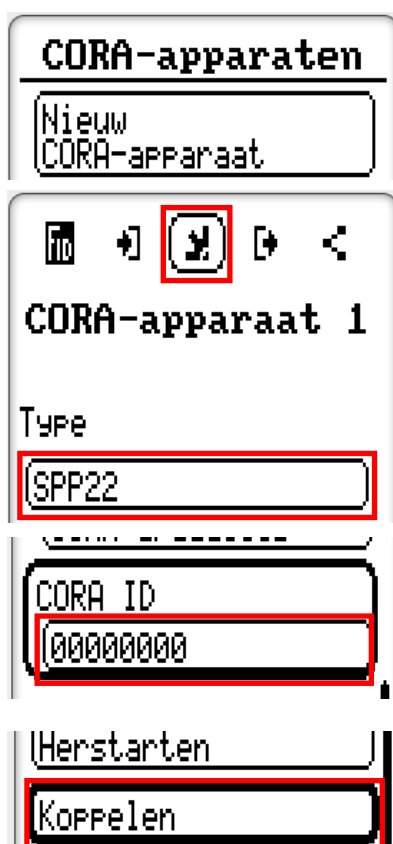 CORA-apparaten
Nieuw
CORA-apparaat
CORA-apparaat 1
Type
SPP22
CORA ID
00000000
Herstarten
Koppelen